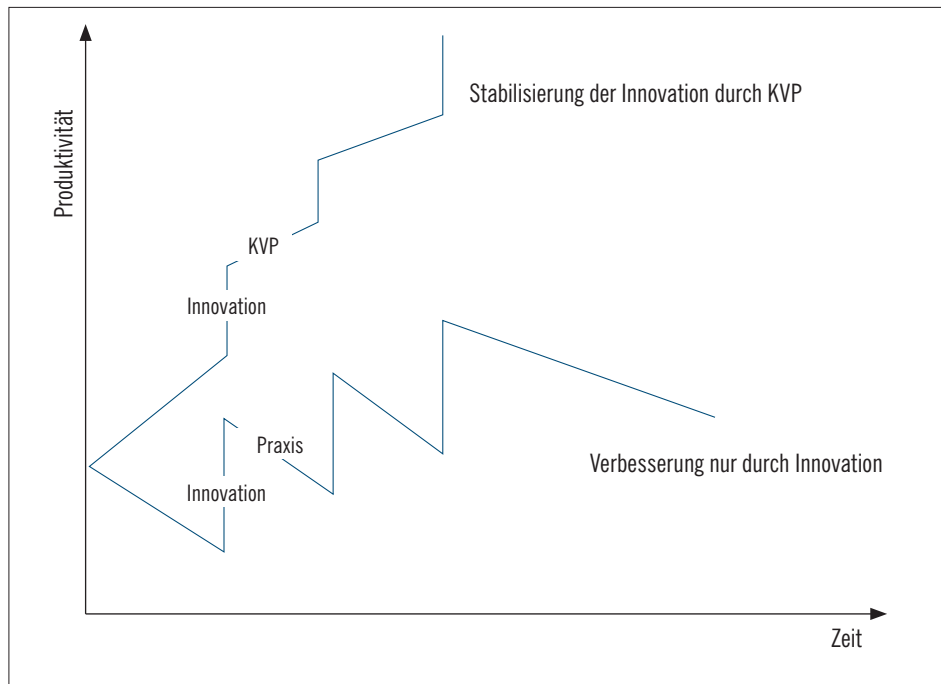 Stabilisierung der Innovation durch KVP
Produktivität
KVP
Innovation
Praxis
Verbesserung nur durch Innovation
Innovation
Zeit